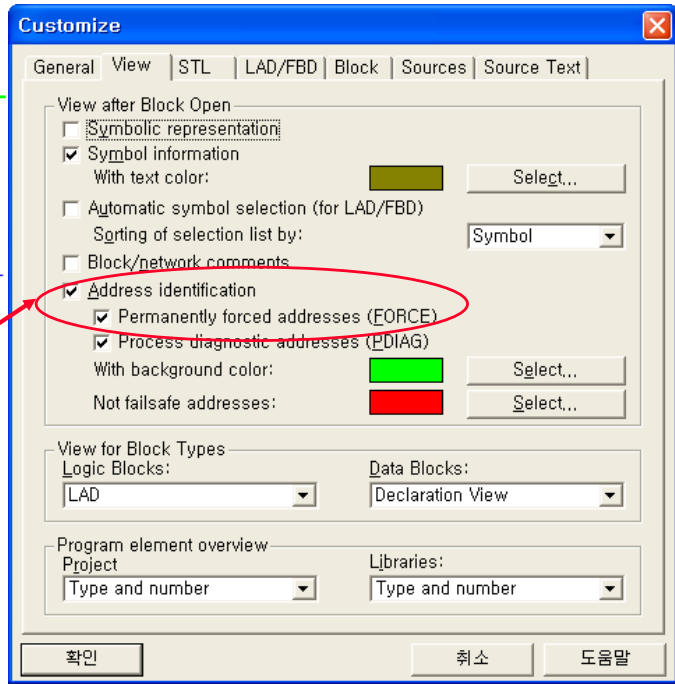 Customize
General View STL LAD/FBD Block Sources Source Text
View after Block Open
Symbolic representation
Symbol information
With text color: Select...
Automatic symbol selection (for LAD/FBD)
Sorting of selection list by: Symbol
Block/network comments
Address identification
Permanently forced addresses (FORCE)
Process diagnostic addresses (PDIAG)
With background color: Select...
Not failsafe addresses: Select...
View for Block Types
Logic Blocks: Data Blocks:
LAD Declaration View
Program element overview
Project Libraries:
Type and number Type and number
확인 취소 도움말